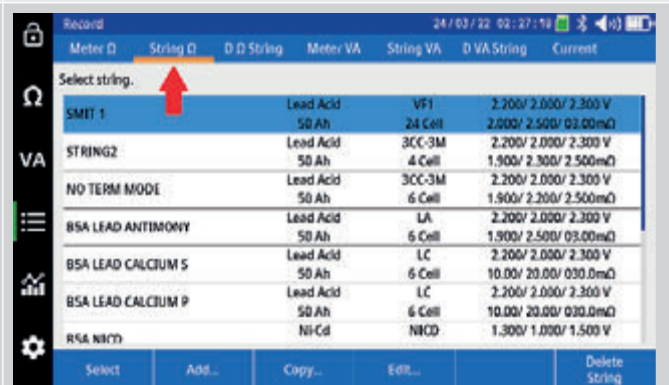 Record 24/03/22 02:27:18
Meter Ω String Ω D Ω String Meter VA String VA D VA String Current
Select string.
Ω
VA
SMIT 1 Lead Acid VF1 2.200/ 2.000/ 2.300 V
50 Ah 24 Cell 2.000/ 2.500/ 03.00mΩ
STRING2 Lead Acid 3CC-3M 2.200/ 2.000/ 2.300 V
50 Ah 4 Cell 1.900/ 2.300/ 2.500mΩ
NO TERM MODE Lead Acid 3CC-3M 2.200/ 2.000/ 2.300 V
50 Ah 6 Cell 1.900/ 2.200/ 2.500mΩ
BSA LEAD ANTIMONY Lead Acid LA 2.200/ 2.000/ 2.300 V
50 Ah 6 Cell 1.900/ 2.500/ 03.00mΩ
BSA LEAD CALCIUM S Lead Acid LC 2.200/ 2.000/ 2.300 V
50 Ah 6 Cell 10.00/ 20.00/ 030.0mΩ
BSA LEAD CALCIUM P Lead Acid LC 2.200/ 2.000/ 2.300 V
50 Ah 6 Cell 10.00/ 20.00/ 030.0mΩ
BSA NICD Ni-Cd NICD 1.300/ 1.000/ 1.500 V
Select Add... Copy... Edit... Delete
String